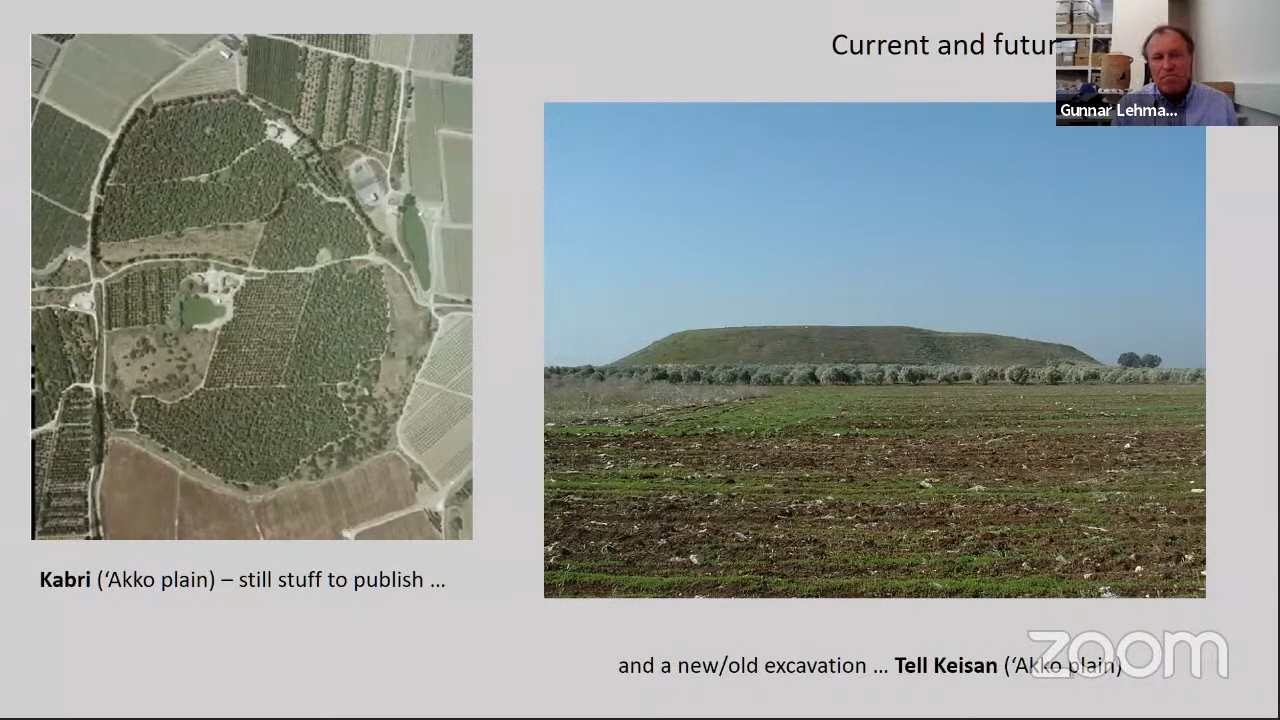 Current and futur
Gunnar Lehma...
Kabri (‘Akko plain) – still stuff to publish ...
and a new/old excavation ... Tell Keisan (‘Akko plain)
zoom